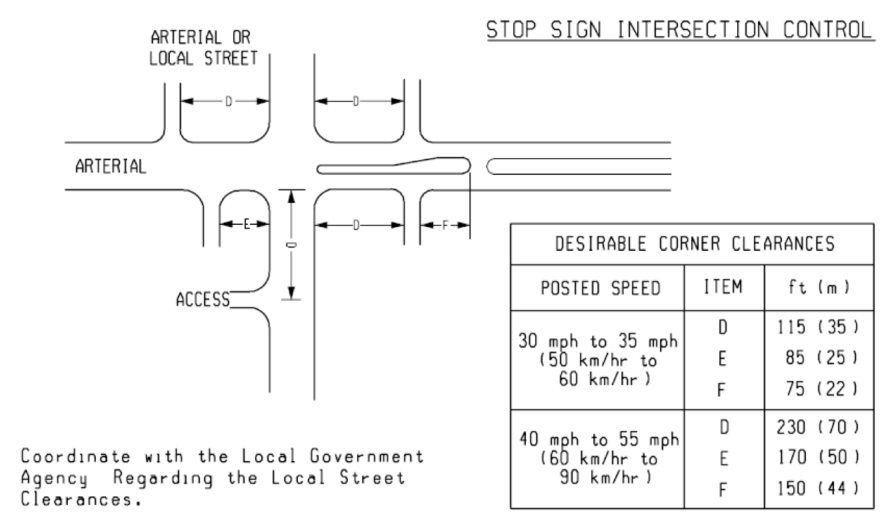 STOP SIGN INTERSECTION CONTROL
ARTERIAL OR
LOCAL STREET
D
D
ARTERIAL
E
D
D
F
ACCESS
DESIRABLE CORNER CLEARANCES
POSTED SPEED ITEM ft (m)
30 mph to 35 mph
(50 km/hr to
60 km/hr)
D 115 (35)
E 85 (25)
F 75 (22)
40 mph to 55 mph
(60 km/hr to
90 km/hr)
D 230 (70)
E 170 (50)
F 150 (44)
Coordinate with the Local Government
Agency Regarding the Local Street
Clearances.